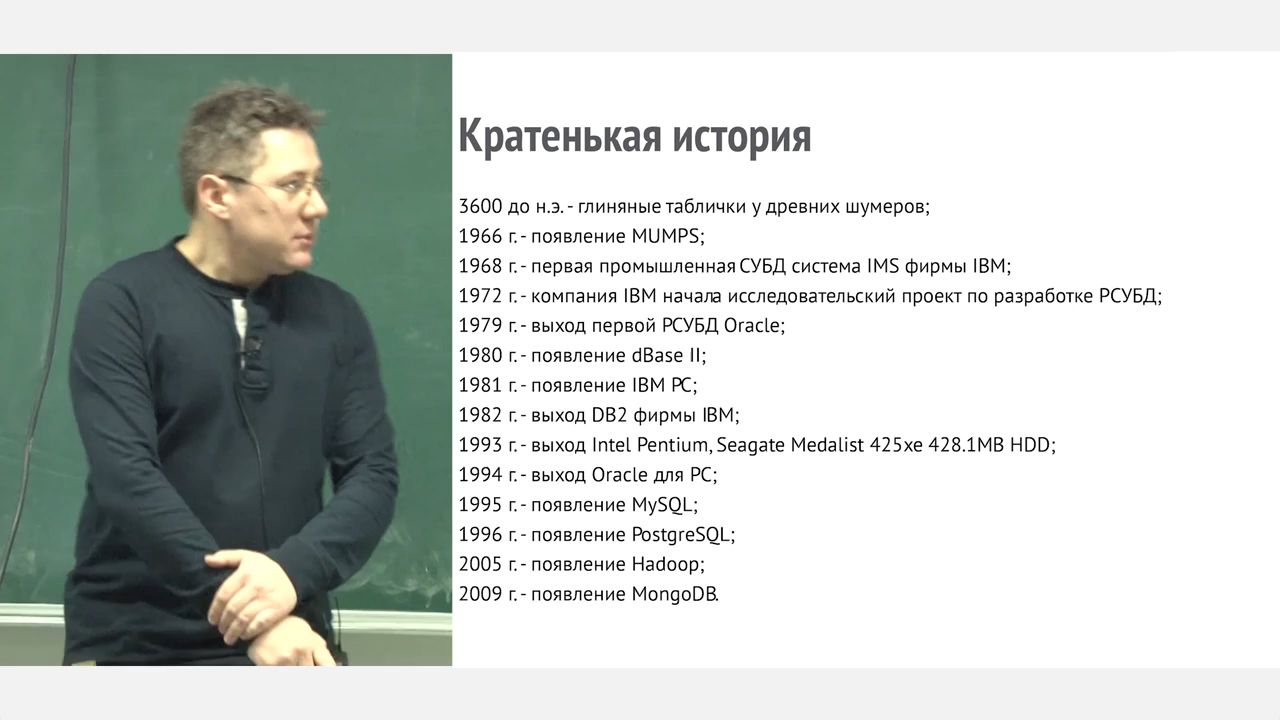 Кратенькая история
3600 до н.э. - глиняные таблички у древних шумеров;
1966 г. - появление MUMPS;
1968 г. - первая промышленная СУБД система IMS фирмы IBM;
1972 г. - компания IBM начала исследовательский проект по разработке РСУБД;
1979 г. - выход первой РСУБД Oracle;
1980 г. - появление dBase II;
1981 г. - появление IBM PC;
1982 г. - выход DB2 фирмы IBM;
1993 г. - выход Intel Pentium, Seagate Medalist 425xe 428.1MB HDD;
1994 г. - выход Oracle для PC;
1995 г. - появление MySQL;
1996 г. - появление PostgreSQL;
2005 г. - появление Hadoop;
2009 г. - появление MongoDB.